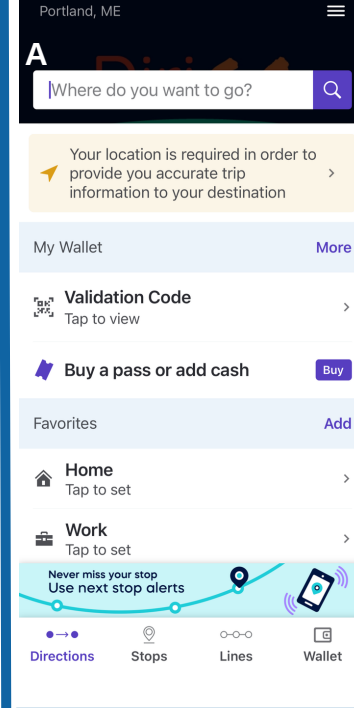 Portland, ME
A
Where do you want to go?
Your location is required in order to
provide you accurate trip
information to your destination
My Wallet
More
Validation Code
Tap to view
Buy a pass or add cash
Buy
Favorites
Add
Home
Tap to set
Work
Tap to set
Never miss your stop
Use next stop alerts
Directions
Stops
Lines
Wallet